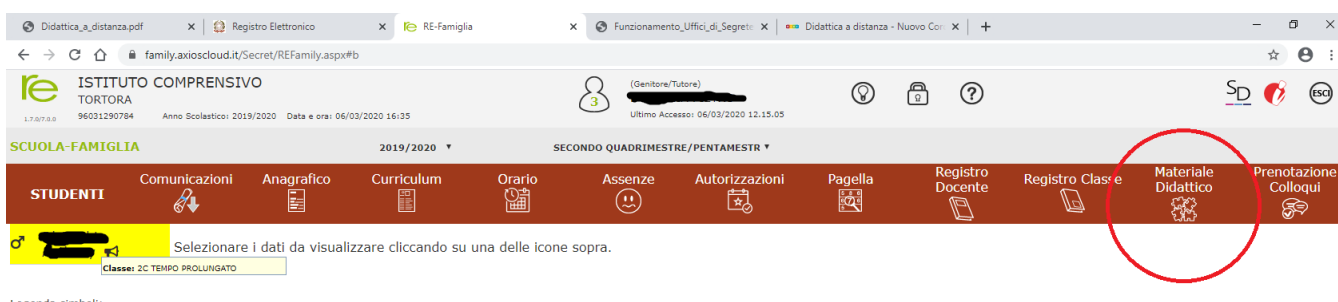 Didattica_a_distanza.pdf Registro Elettronico RE-Famiglia Funzionamento_Uffici_di_Segrete Didattica a distanza - Nuovo Con
family.axioscloud.it/Secret/REFamily.aspx#b
re ISTITUTO COMPRENSIVO
TORTORA
1.7.0/7.0.0 96031290784 Anno Scolastico: 2019/2020 Data e ora: 06/03/2020 16:35
3 (Genitore/Tutore)
Ultimo Accesso: 06/03/2020 12.15.05
? SD ESCI
SCUOLA-FAMIGLIA 2019/2020 SECONDO QUADRIMESTRE/PENTAMESTR
STUDENTI Comunicazioni Anagrafico Curriculum Orario Assenze Autorizzazioni Pagella Registro Docente Registro Classe Materiale Didattico Prenotazione Colloqui
Selezionare i dati da visualizzare cliccando su una delle icone sopra.
Classe: 2C TEMPO PROLUNGATO